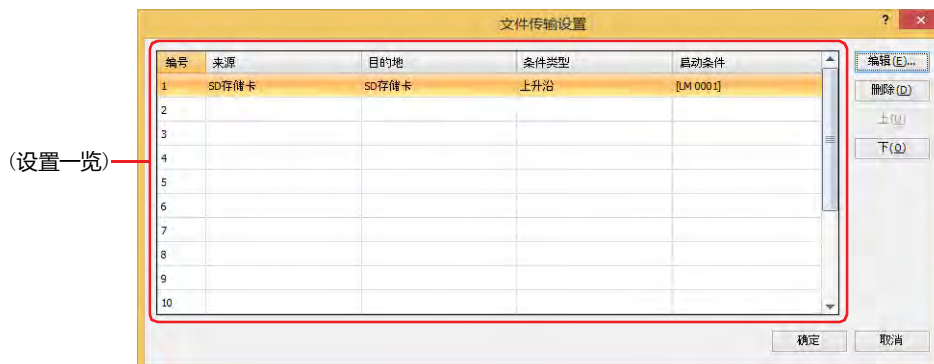 文件传输设置
? ×
编号 来源 目的地 条件类型 启动条件
1 SD存储卡 SD存储卡 上升沿 [LM 0001]
2
3
4
5
6
7
8
9
10
编辑(E)...
删除(D)
上(U)
下(O)
(设置一览)
确定 取消